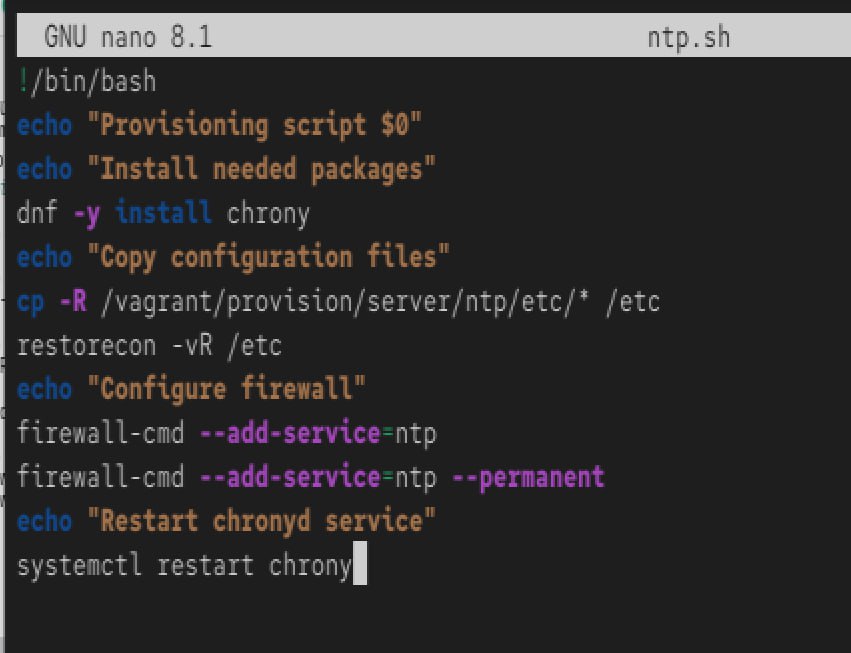 GNU nano 8.1 ntp.sh
!/bin/bash
echo "Provisioning script $0"
echo "Install needed packages"
dnf -y install chrony
echo "Copy configuration files"
cp -R /vagrant/provision/server/ntp/etc/* /etc
restorecon -vR /etc
echo "Configure firewall"
firewall-cmd --add-service=ntp
firewall-cmd --add-service=ntp --permanent
echo "Restart chronyd service"
systemctl restart chrony